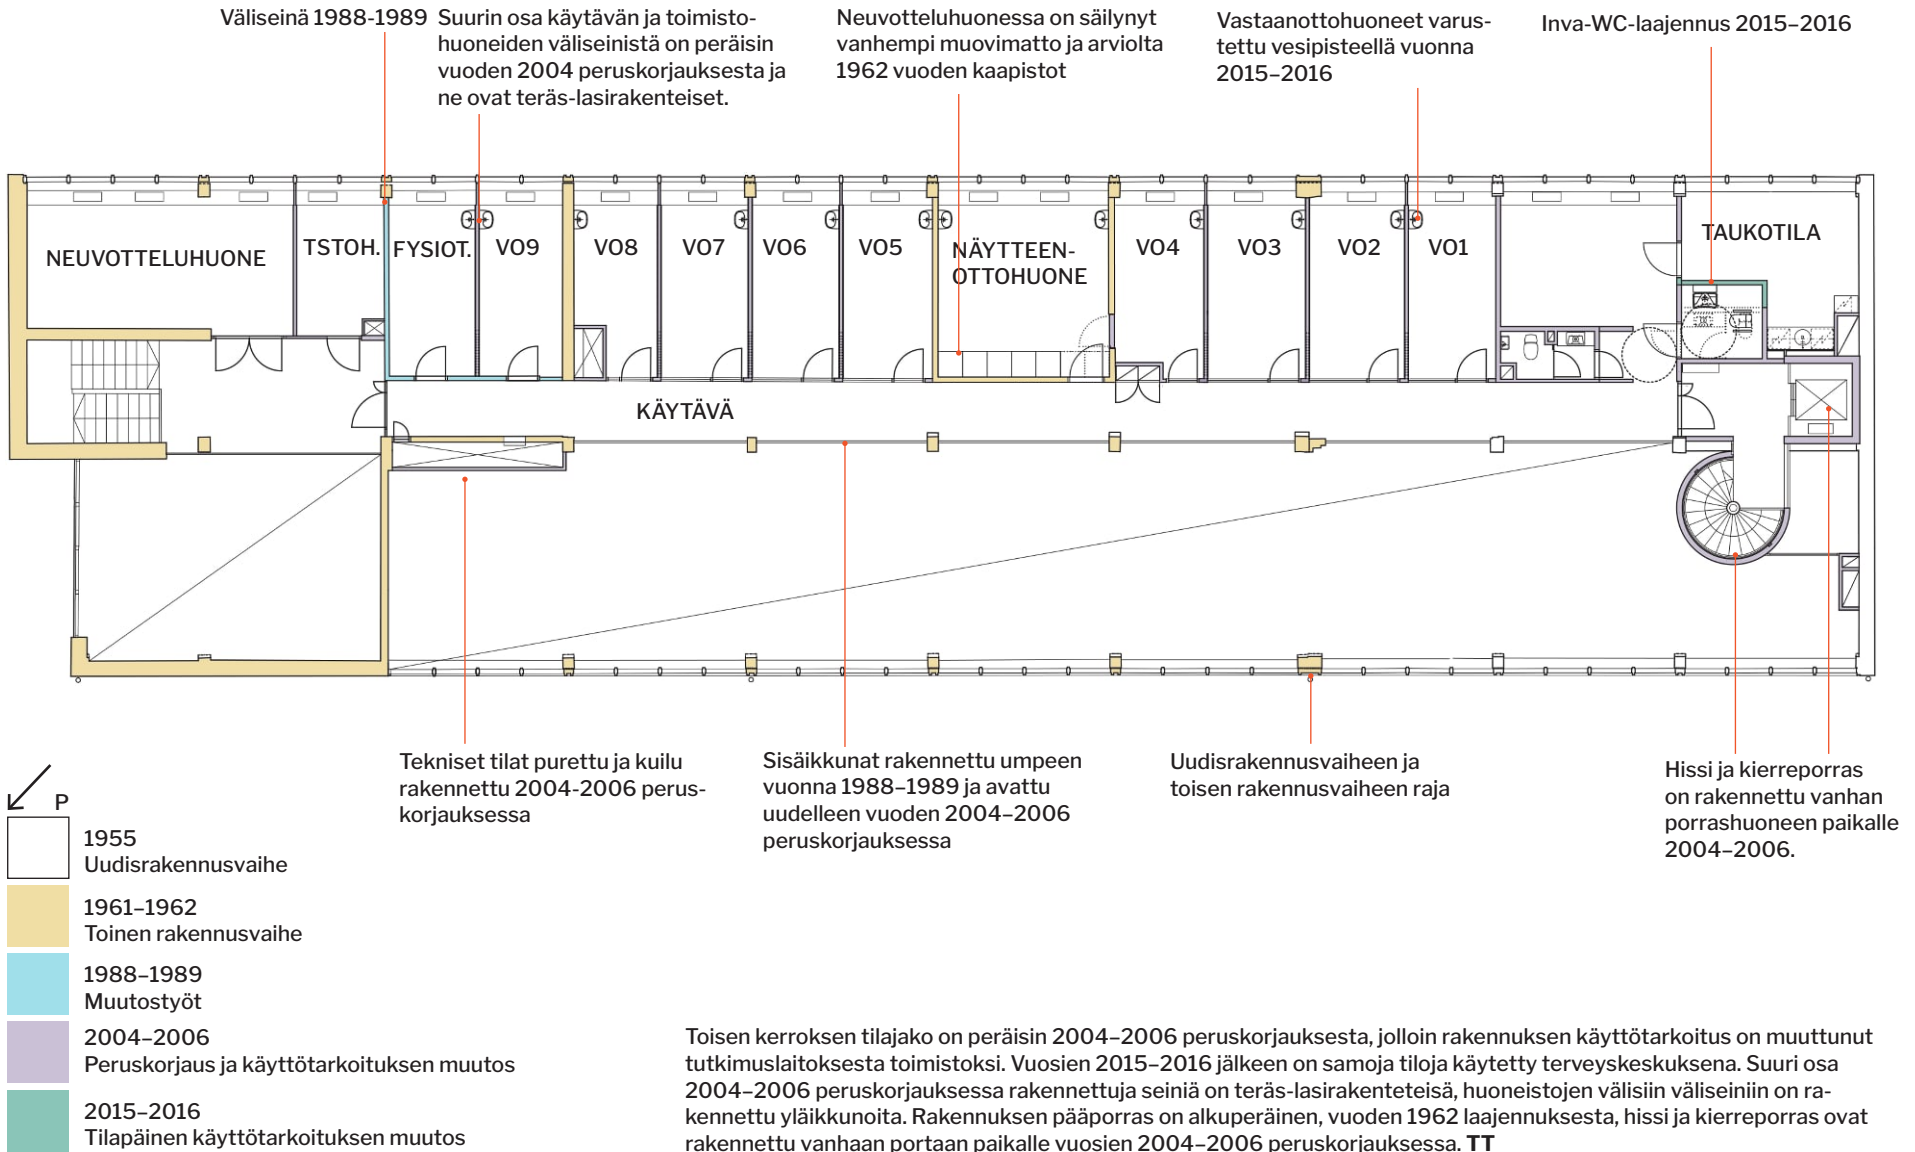 Väliseinä 1988-1989
Suurin osa käytävän ja toimisto-
huoneiden väliseinistä on peräisin
vuoden 2004 peruskorjauksesta ja
ne ovat teräs-lasirakenteiset.
Neuvotteluhuonessa on säilynyt
vanhempi muovimatto ja arviolta
1962 vuoden kaapistot
Vastaanottohuoneet varus-
tettu vesipisteellä vuonna
2015–2016
Inva-WC-laajennus 2015–2016
NEUVOTTELUHUONE
TSTOH.
FYSIOT.
VO9
VO8
VO7
VO6
VO5
NÄYTTEEN-
OTTOHUONE
VO4
VO3
VO2
VO1
TAUKOTILA
KÄYTÄVÄ
Tekniset tilat purettu ja kuilu
rakennettu 2004-2006 perus-
korjauksessa
Sisäikkunat rakennettu umpeen
vuonna 1988–1989 ja avattu
uudelleen vuoden 2004–2006
peruskorjauksessa
Uudisrakennusvaiheen ja
toisen rakennusvaiheen raja
Hissi ja kierreporras
on rakennettu vanhan
porrashuoneen paikalle
2004–2006.
P
1955
Uudisrakennusvaihe
1961–1962
Toinen rakennusvaihe
1988–1989
Muutostyöt
2004–2006
Peruskorjaus ja käyttötarkoituksen muutos
2015–2016
Tilapäinen käyttötarkoituksen muutos
Toisen kerroksen tilajako on peräisin 2004–2006 peruskorjauksesta, jolloin rakennuksen käyttötarkoitus on muuttunut
tutkimuslaitoksesta toimistoksi. Vuosien 2015–2016 jälkeen on samoja tiloja käytetty terveyskeskuksena. Suuri osa
2004–2006 peruskorjauksessa rakennettuja seiniä on teräs-lasirakenteteisä, huoneistojen välisiin väliseiniin on ra-
kennettu yläikkunoita. Rakennuksen pääporras on alkuperäinen, vuoden 1962 laajennuksesta, hissi ja kierreporras ovat
rakennettu vanhaan portaan paikalle vuosien 2004–2006 peruskorjauksessa. TT